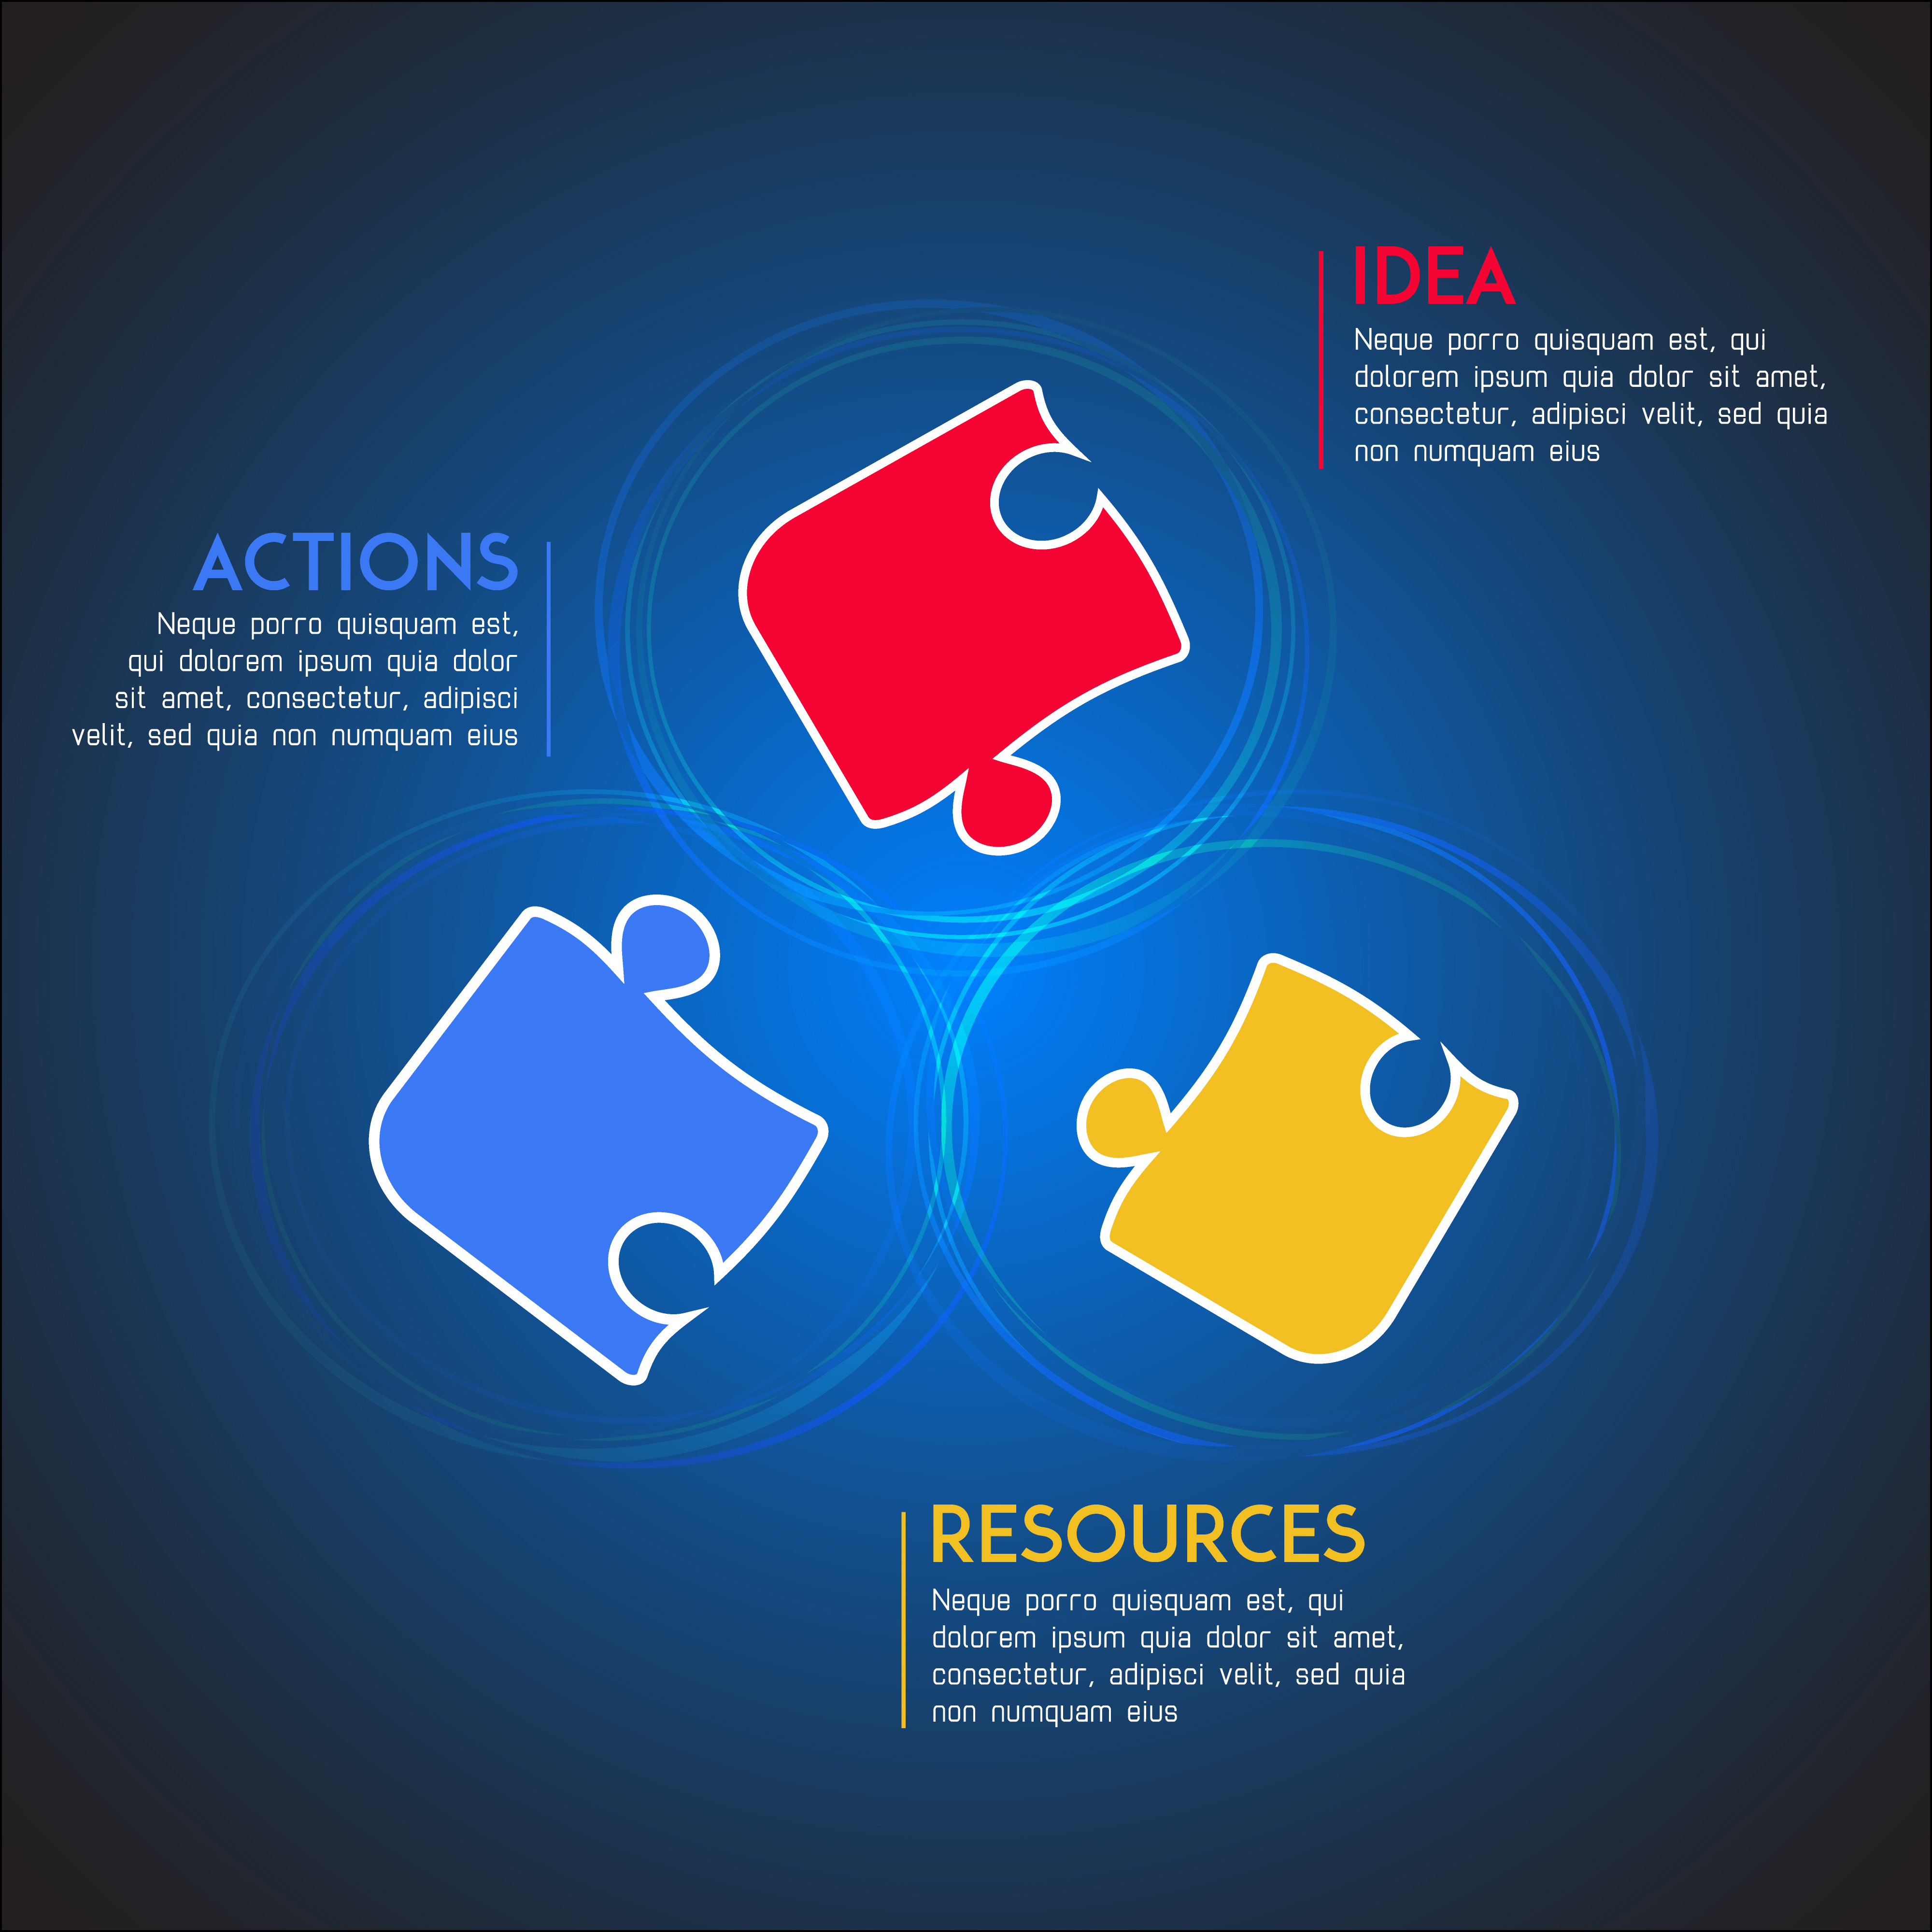 IDEA
Neque porro quisquam est, qui
dolorem ipsum quia dolor sit amet,
consectetur, adipisci velit, sed quia
non numquam eius
ACTIONS
Neque porro quisquam est,
qui dolorem ipsum quia dolor
sit amet, consectetur, adipisci
velit, sed quia non numquam eius
RESOURCES
Neque porro quisquam est, qui
dolorem ipsum quia dolor sit amet,
consectetur, adipisci velit, sed quia
non numquam eius